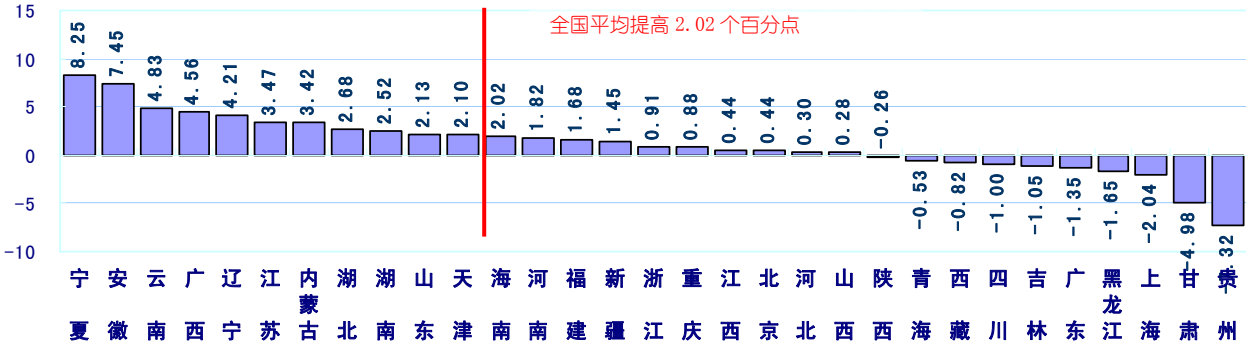 全国平均提高 2.02 个百分点
15
10
5
0
-5
-10
8.25
7.45
4.83
4.56
4.21
3.47
3.42
2.68
2.52
2.13
2.10
2.02
1.82
1.68
1.45
0.91
0.88
0.44
0.44
0.30
0.28
-0.26
-0.53
-0.82
-1.00
-1.05
-1.35
-1.65
-2.04
-4.98
宁夏
安徽
云南
广西
辽宁
江苏
内蒙古
湖北
湖南
山东
天津
海南
河南
福建
新疆
浙江
重庆
江西
北京
河北
山西
陕西
青海
西藏
四川
吉林
广东
黑龙江
上海
甘肃
贵州